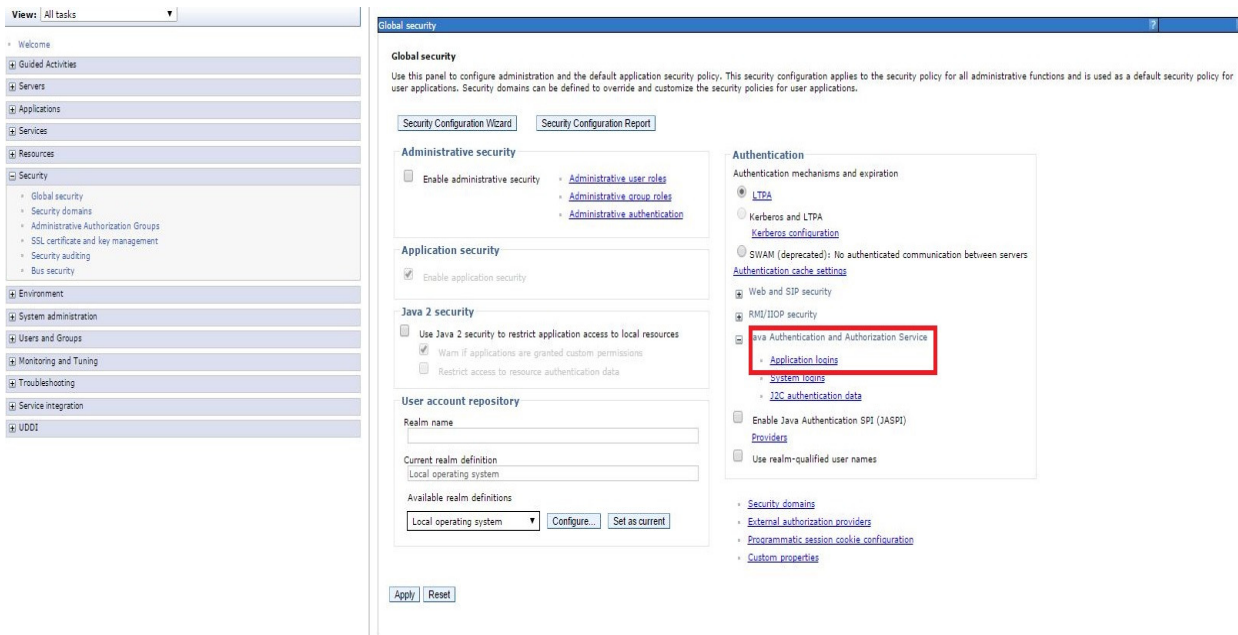 View: All tasks
Welcome
Guided Activities
Servers
Applications
Services
Resources
Security
Global security
Security domains
Administrative Authorization Groups
SSL certificate and key management
Security auditing
Bus security
Environment
System administration
Users and Groups
Monitoring and Tuning
Troubleshooting
Service integration
UDDI
Global security
?
Global security
Use this panel to configure administration and the default application security policy. This security configuration applies to the security policy for all administrative functions and is used as a default security policy for
user applications. Security domains can be defined to override and customize the security policies for user applications.
Security Configuration Wizard Security Configuration Report
Administrative security
Enable administrative security
Administrative user roles
Administrative group roles
Administrative authentication
Application security
Enable application security
Java 2 security
Use Java 2 security to restrict application access to local resources
Warn if applications are granted custom permissions
Restrict access to resource authentication data
User account repository
Realm name
Current realm definition
Local operating system
Available realm definitions
Local operating system Configure... Set as current
Authentication
Authentication mechanisms and expiration
LTPA
Kerberos and LTPA
Kerberos configuration
SWAM (deprecated): No authenticated communication between servers
Authentication cache settings
Web and SIP security
RMI/IIOP security
ava Authentication and Authorization Service
Application logins
System logins
J2C authentication data
Enable Java Authentication SPI (JASPI)
Providers
Use realm-qualified user names
Security domains
External authorization providers
Programmatic session cookie configuration
Custom properties
Apply Reset